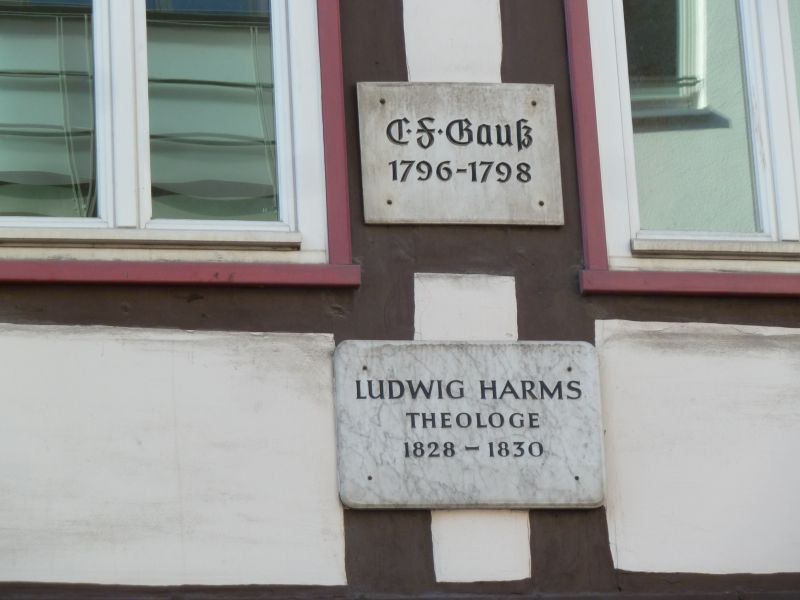 C·F·Gauß
1796-1798
LUDWIG HARMS
THEOLOGE
1828 – 1830